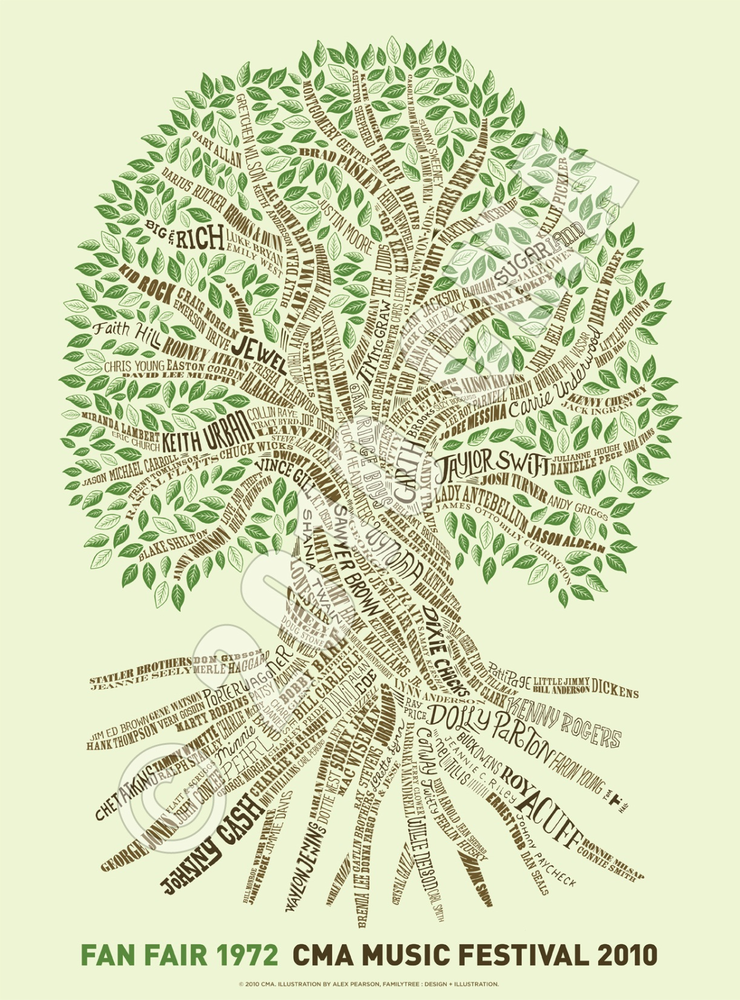 GRETCHEN WILSON
GARY ALLAN
DARIUS RUCKER
BROOKS & DUNN
KEITH ANDERSON
ZAC BROWN BAND
BIG & RICH
LUKE BRYAN
EMILY WEST
BILLY DEAN
ALABAMA
MONTGOMERY GENTRY
BRAD PAISLEY
ASHTON SHEPHERD
KATIE ARMIGER
TRACE ADKINS
HEIDI NEWFIELD
TOBY KEITH
JUSTIN MOORE
THE JUDDS
CAROLYN DAWN JOHNSON
JAMIE O'NEAL
SUNNY SWEENEY
DAVID BALL
DIERKS BENTLEY
OLIVIA NEWTON-JOHN
MARTINA MCBRIDE
KELLIE PICKLER
SUGARLAND
JAKE OWEN
TRAVIS TRITT
ALAN JACKSON
GLORIANA
DANNY GOKEY
CLINT BLACK
JIMMY WAYNE
DEANA CARTER
DARRYL WORLEY
LAURA BELL BUNDY
PHIL VASSAR
LITTLE BIG TOWN
DAVID NAIL
KID ROCK
CRAIG MORGAN
EMERSON DRIVE
JOE NICHOLS
JEWEL
Faith Hill
RODNEY ATKINS
TRISHA YEARWOOD
CHRIS YOUNG
EASTON CORBIN
DAVID LEE MURPHY
BLACKHAWK
AARON TIPPIN
TERRI CLARK
PAM TILLIS
REBA MCENTIRE
RICKY SKAGGS
TIM MCGRAW
CHRIS LEDOUX
OAK RIDGE BOYS
KENTUCKY HEADHUNTERS
LEE ANN WOMACK
BILLY GILMAN
LOVELESS
ALISON KRAUSS
SUZY BOGGUSS
LEE ROY PARNELL
RANDY HOUSER
Carrie Underwood
JO DEE MESSINA
BRYAN WHITE
KENNY CHESNEY
JACK INGRAM
MIRANDA LAMBERT
ERIC CHURCH
KEITH URBAN
COLLIN RAYE
TRACY BYRD
JOE DIFFIE
LEANN RIMES
STEVE AZAR
CLAY WALKER
JASON MICHAEL CARROLL
TRENT TOMLINSON
RASCAL FLATTS
CHUCK WICKS
DWIGHT YOAKAM
VINCE GILL
K.T. OSLIN
LOVE AND THEFT
BUCKY COVINGTON
BLAKE SHELTON
JAMEY JOHNSON
GARTH BROOKS
RANDY TRAVIS
TAYLOR SWIFT
JULIANNE HOUGH
DANIELLE PECK
SARA EVANS
JOSH TURNER
ANDY GRIGGS
LADY ANTEBELLUM
JAMES OTTO
BILLY CURRINGTON
JASON ALDEAN
BELLAMY BROTHERS
MARK CHESNUTT
CONFEDERATE RAILROAD
WYNONNA
KATHY MATTEA
BILLY RAY CYRUS
SAWYER BROWN
GEORGE STRAIT
BUDDY JEWELL
SHANIA TWAIN
MARTY STUART
LONESTAR
CHELY WRIGHT
DOUG STONE
MARK WILLS
HANK WILLIAMS JR.
KEITH WHITLEY
NEAL MCCOY
LEE GREENWOOD
SAMMY KERSHAW
DIXIE CHICKS
JACK GREENE
Kitty Wells
FLOYD TILLMAN
ROY CLARK
JOHN MICHAEL MONTGOMERY
STATLER BROTHERS
DON GIBSON
JEANNIE SEELY
MERLE HAGGARD
PORTER WAGONER
PATSY MONTANA
BOBBY BARE
GLEN CAMPBELL
BILL CARLISLE
DAVID ALLAN COE
JIM ED BROWN
GENE WATSON
HANK THOMPSON
VERN GOSDIN
MARTY ROBBINS
CHARLIE MCCOY
CHARLIE DANIELS BAND
CHARLEY PRIDE
EDDIE RABBITT
CHET ATKINS
TAMMY WYNETTE
RALPH STANLEY
Minnie PEARL
FLATT & SCRUGGS
JOHN CONLEE
GEORGE MORGAN
CHARLIE LOUVIN
CARL PERKINS
DON WILLIAMS
GEORGE JONES
JOHNNY CASH
BILL MONROE
WEBB PIERCE
JANIE FRICKE
JIMMIE DAVIS
HARLAN HOWARD
DOTTIE WEST
WAYLON JENNINGS
SONNY JAMES
LEFTY FRIZZELL
MAC WISEMAN
JORDANAIRES
RAY STEVENS
Loretta Lynn
JIM & JESSE
GATLIN BROTHERS
DONNA FARGO
BRENDA LEE
MERLE TRAVIS
LYNN ANDERSON
RAY PRICE
DOLLY PARTON
Patti Page
LITTLE JIMMY DICKENS
BILL ANDERSON
KENNY ROGERS
FARON YOUNG
TOM T. HALL
BUCK OWENS
JEANNIE C. RILEY
Mel TILLIS
ROY ACUFF
RONNIE MILSAP
CONNIE SMITH
ERNEST TUBB
JOHNNY PAYCHECK
DAN SEALS
CONWAY TWITTY
BARBARA MANDRELL
JERRY CLOWER
EDDY ARNOLD
JEAN SHEPARD
FERLIN HUSKY
WILLIE NELSON
CARL SMITH
CRYSTAL GAYLE
HANK SNOW
FAN FAIR 1972 CMA MUSIC FESTIVAL 2010
© 2010 CMA. ILLUSTRATION BY ALEX PEARSON, FAMILYTREE : DESIGN + ILLUSTRATION.